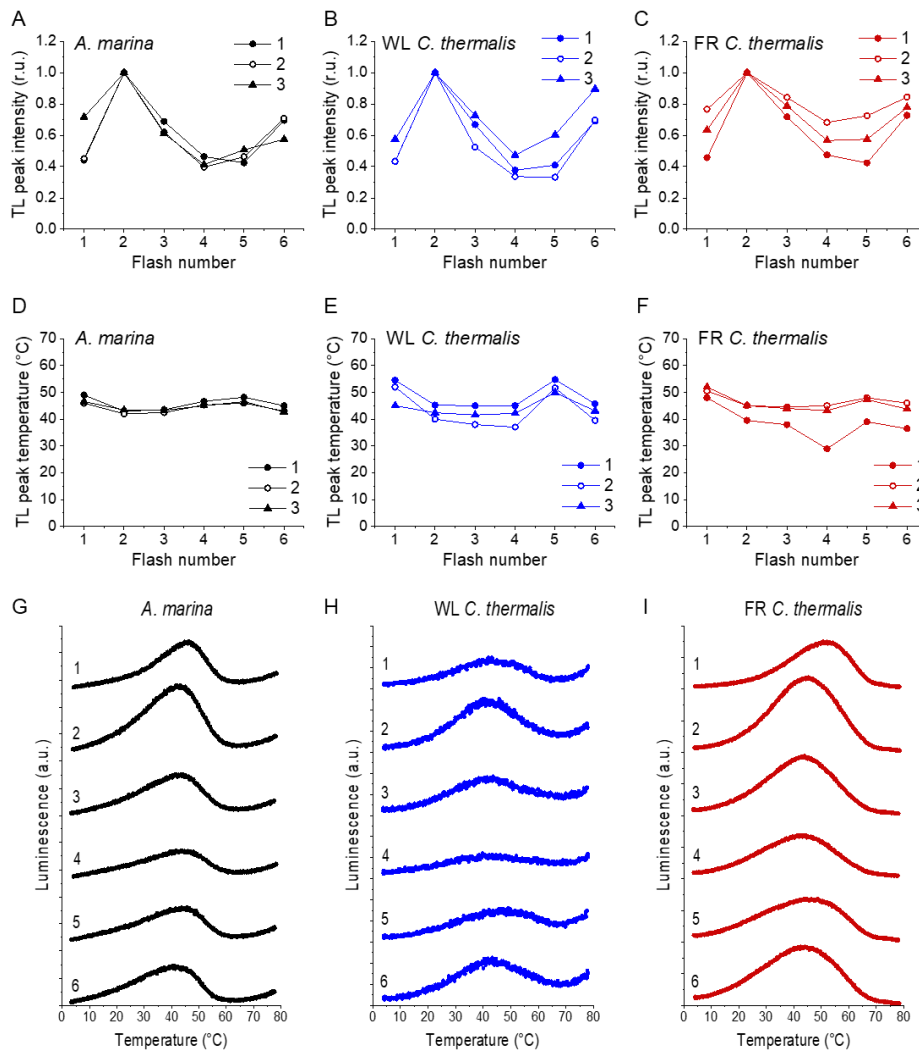 A
A. marina
1
2
3
TL peak intensity (r.u.)
1.2
1.0
0.8
0.6
0.4
0.2
0.0
1 2 3 4 5 6
Flash number
B
WL C. thermalis
1
2
3
TL peak intensity (r.u.)
1.2
1.0
0.8
0.6
0.4
0.2
0.0
1 2 3 4 5 6
Flash number
C
FR C. thermalis
1
2
3
TL peak intensity (r.u.)
1.2
1.0
0.8
0.6
0.4
0.2
0.0
1 2 3 4 5 6
Flash number
D
A. marina
TL peak temperature (°C)
70
60
50
40
30
20
10
0
1
2
3
1 2 3 4 5 6
Flash number
E
WL C. thermalis
TL peak temperature (°C)
70
60
50
40
30
20
10
0
1
2
3
1 2 3 4 5 6
Flash number
F
FR C. thermalis
TL peak temperature (°C)
70
60
50
40
30
20
10
0
1
2
3
1 2 3 4 5 6
Flash number
G
A. marina
Luminescence (a.u.)
1
2
3
4
5
6
0 10 20 30 40 50 60 70 80
Temperature (°C)
H
WL C. thermalis
Luminescence (a.u.)
1
2
3
4
5
6
0 10 20 30 40 50 60 70 80
Temperature (°C)
I
FR C. thermalis
Luminescence (a.u.)
1
2
3
4
5
6
0 10 20 30 40 50 60 70 80
Temperature (°C)